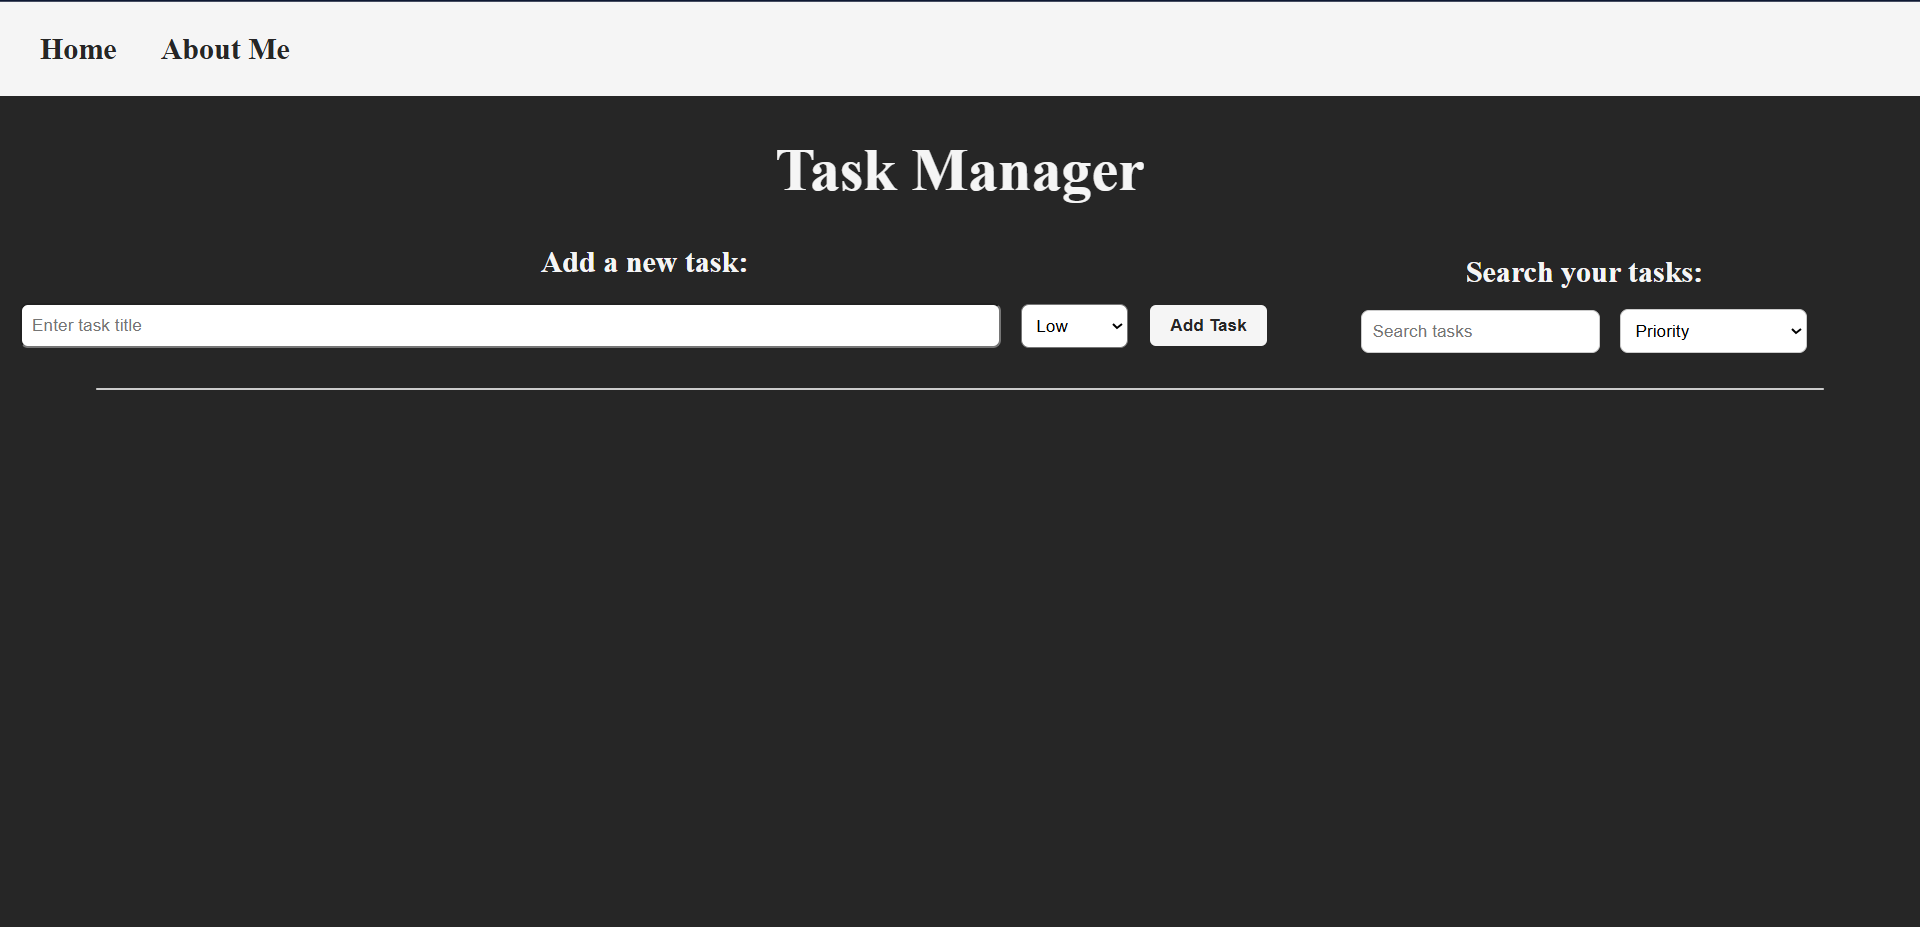 Home About Me
Task Manager
Add a new task:
Search your tasks:
Enter task title Low Add Task
Search tasks Priority